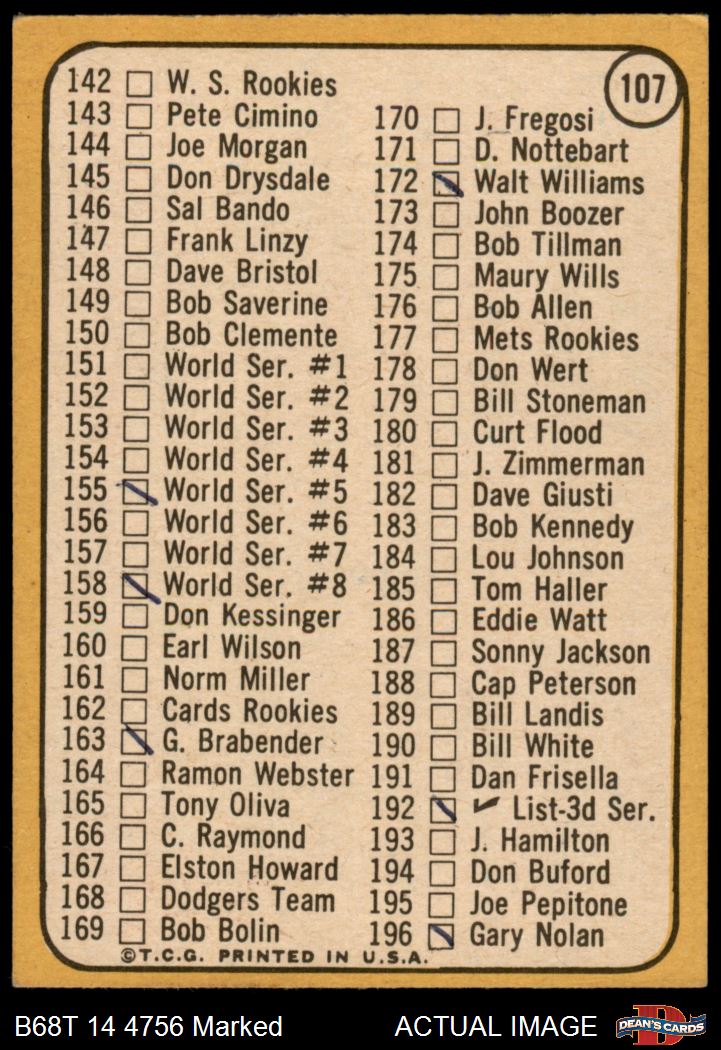 107
142 W. S. Rookies
143 Pete Cimino
144 Joe Morgan
145 Don Drysdale
146 Sal Bando
147 Frank Linzy
148 Dave Bristol
149 Bob Saverine
150 Bob Clemente
151 World Ser. #1
152 World Ser. #2
153 World Ser. #3
154 World Ser. #4
155 World Ser. #5
156 World Ser. #6
157 World Ser. #7
158 World Ser. #8
159 Don Kessinger
160 Earl Wilson
161 Norm Miller
162 Cards Rookies
163 G. Brabender
164 Ramon Webster
165 Tony Oliva
166 C. Raymond
167 Elston Howard
168 Dodgers Team
169 Bob Bolin
170 J. Fregosi
171 D. Nottebart
172 Walt Williams
173 John Boozer
174 Bob Tillman
175 Maury Wills
176 Bob Allen
177 Mets Rookies
178 Don Wert
179 Bill Stoneman
180 Curt Flood
181 J. Zimmerman
182 Dave Giusti
183 Bob Kennedy
184 Lou Johnson
185 Tom Haller
186 Eddie Watt
187 Sonny Jackson
188 Cap Peterson
189 Bill Landis
190 Bill White
191 Dan Frisella
192 ✓ List-3d Ser.
193 J. Hamilton
194 Don Buford
195 Joe Pepitone
196 Gary Nolan
©T.C.G. PRINTED IN U.S.A.
B68T 14 4756 Marked
ACTUAL IMAGE
DEAN'S CARDS